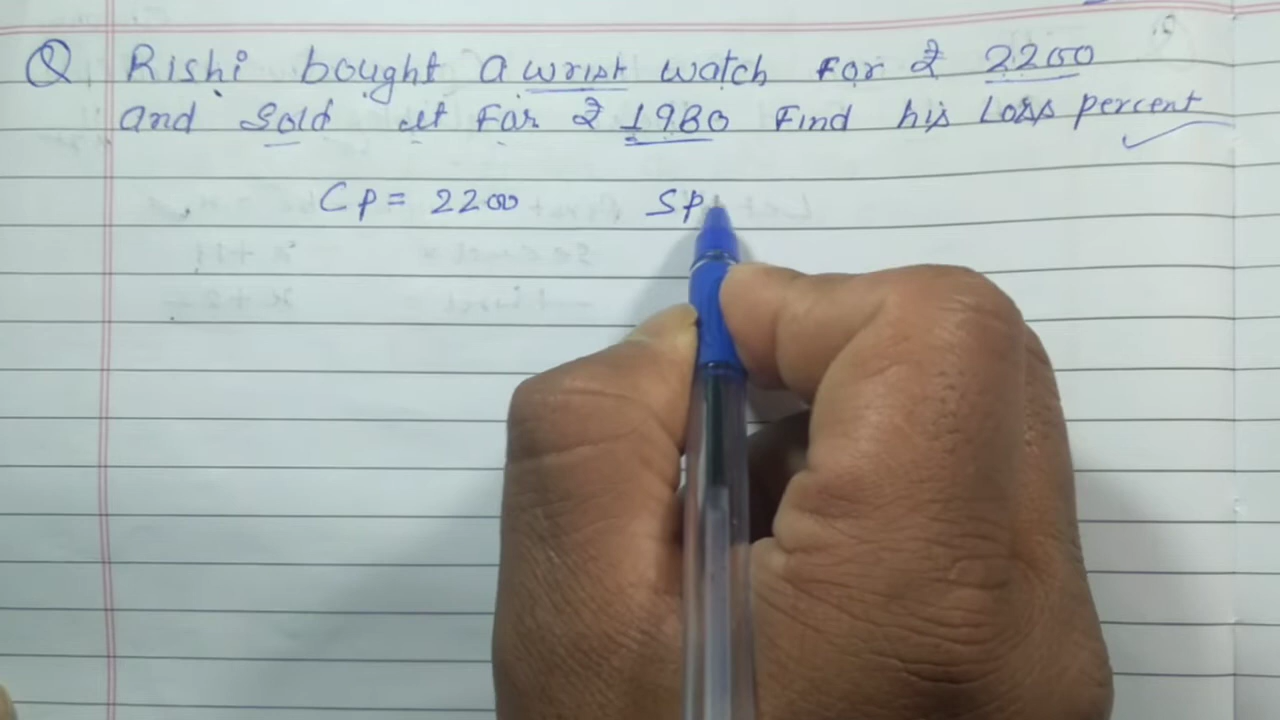 Q Rishi bought a wrist watch for ₹ 2200
and sold it for ₹ 1980 Find his Loss percent
CP = 2200 SP